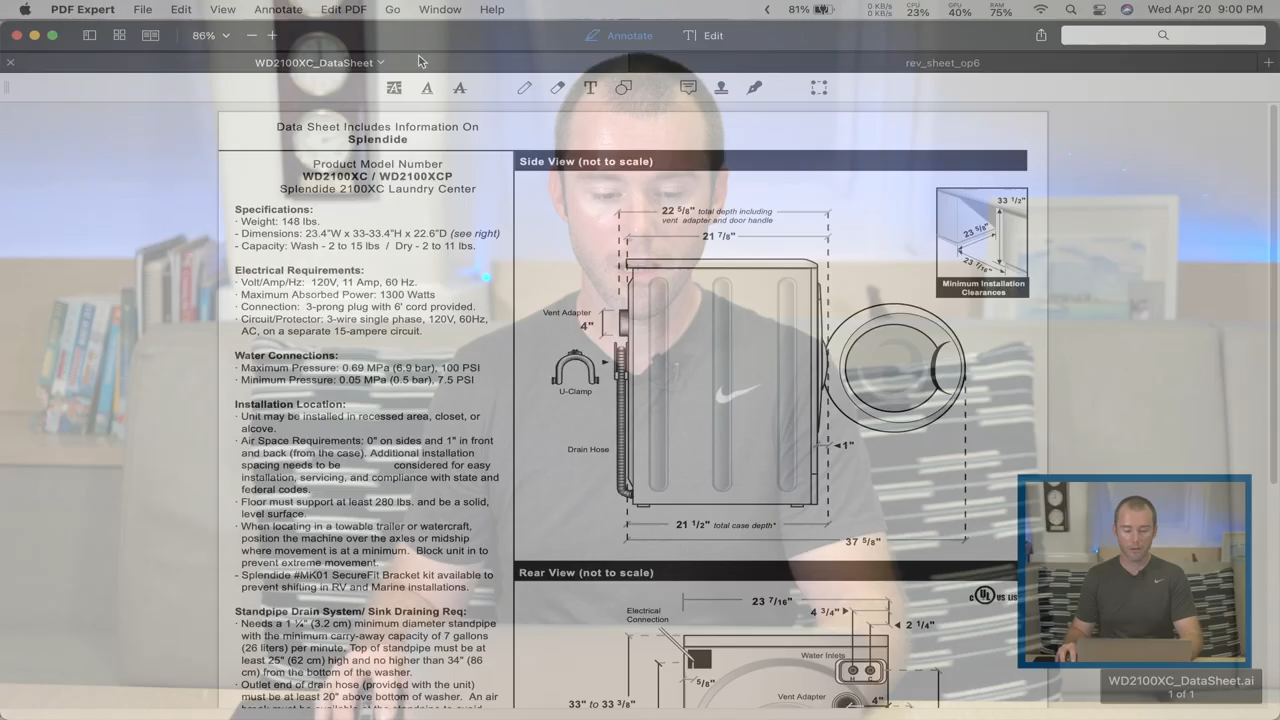 PDF Expert File Edit View Annotate Edit PDF Go Window Help
81% 0 KB/s 0 KB/s CPU 23% GPU 40% RAM 75% Wed Apr 20 9:00 PM
86% Annotate Edit
WD2100XC_DataSheet rev_sheet_op6
Data Sheet Includes Information On
Splendide
Product Model Number
WD2100XC / WD2100XCP
Splendide 2100XC Laundry Center
Specifications:
· Weight: 148 lbs.
· Dimensions: 23.4"W x 33-33.4"H x 22.6"D (see right)
- Capacity: Wash - 2 to 15 lbs / Dry - 2 to 11 lbs.
Electrical Requirements:
· Volt/Amp/Hz: 120V, 11 Amp, 60 Hz.
· Maximum Absorbed Power: 1300 Watts
· Connection: 3-prong plug with 6' cord provided.
· Circuit/Protector: 3-wire single phase, 120V, 60Hz,
AC, on a separate 15-ampere circuit.
Water Connections:
· Maximum Pressure: 0.69 MPa (6.9 bar), 100 PSI
· Minimum Pressure: 0.05 MPa (0.5 bar), 7.5 PSI
Installation Location:
· Unit may be installed in recessed area, closet, or
alcove.
· Air Space Requirements: 0" on sides and 1" in front
and back (from the case). Additional installation
spacing needs to be considered for easy
installation, servicing, and compliance with state and
federal codes.
· Floor must support at least 280 lbs. and be a solid,
level surface.
· When locating in a towable trailer or watercraft,
position the machine over the axles or midship
where movement is at a minimum. Block unit in to
prevent extreme movement.
- Splendide #MK01 SecureFit Bracket kit available to
prevent shifting in RV and Marine installations.
Standpipe Drain System/ Sink Draining Req:
· Needs a 1 ¼" (3.2 cm) minimum diameter standpipe
with the minimum carry-away capacity of 7 gallons
(26 liters) per minute. Top of standpipe must be at
least 25" (62 cm) high and no higher than 34" (86
cm) from the bottom of the washer.
· Outlet end of drain hose (provided with the unit)
must be at least 20" above bottom of washer. An air
Side View (not to scale)
22 5/8" total depth including
vent adapter and door handle
21 7/8"
33 1/2"
23 5/8"
23 7/16"
Minimum Installation
Clearances
Vent Adapter
4"
U-Clamp
Drain Hose
1"
21 1/2" total case depth*
37 5/8"
Rear View (not to scale)
23 7/16"
Electrical
Connection
4 3/4"
2 1/4"
c UL us LIS
Water Inlets
H C
5/8"
Vent Adapter
4"
33" to 33 3/8"
WD2100XC_DataSheet.ai
1 of 1